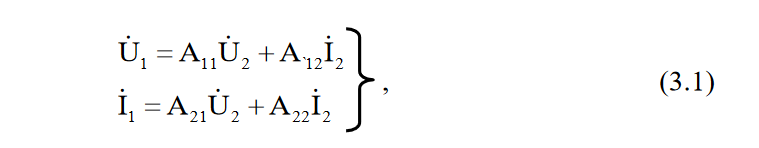 U̇₁ = A₁₁U̇₂ + A₁₂İ₂
İ₁ = A₂₁U̇₂ + A₂₂İ₂ }, (3.1)